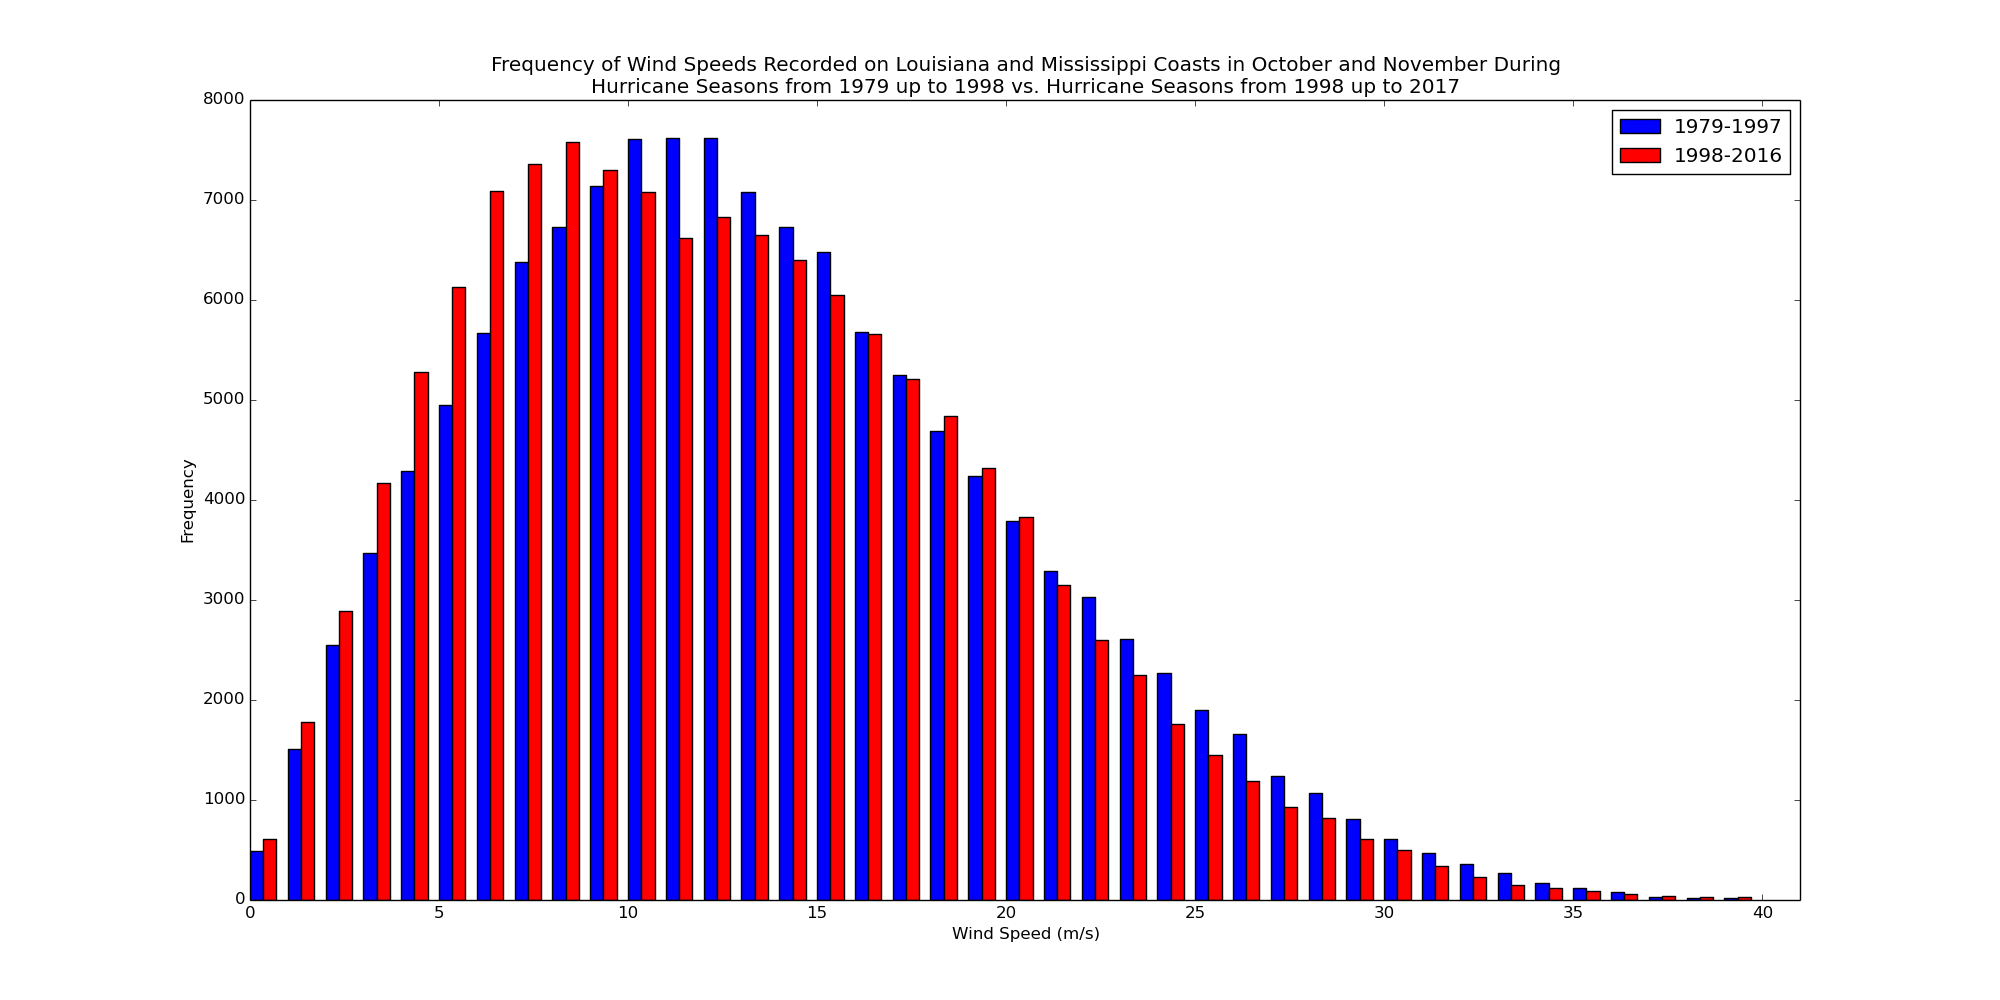 Frequency of Wind Speeds Recorded on Louisiana and Mississippi Coasts in October and November During
Hurricane Seasons from 1979 up to 1998 vs. Hurricane Seasons from 1998 up to 2017
1979-1997
1998-2016
8000
7000
6000
5000
4000
3000
2000
1000
0
Frequency
0 5 10 15 20 25 30 35 40
Wind Speed (m/s)